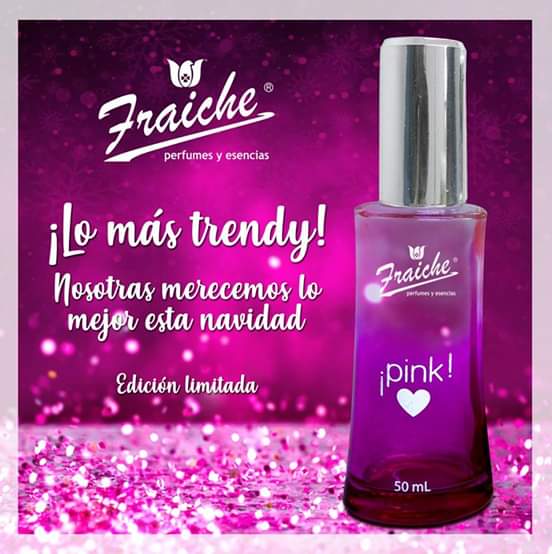 Fraiche®
perfumes y esencias
¡Lo más trendy!
Nosotras merecemos lo
mejor esta navidad
Edición limitada
Fraiche®
perfumes y esencias
¡pink!
50 mL